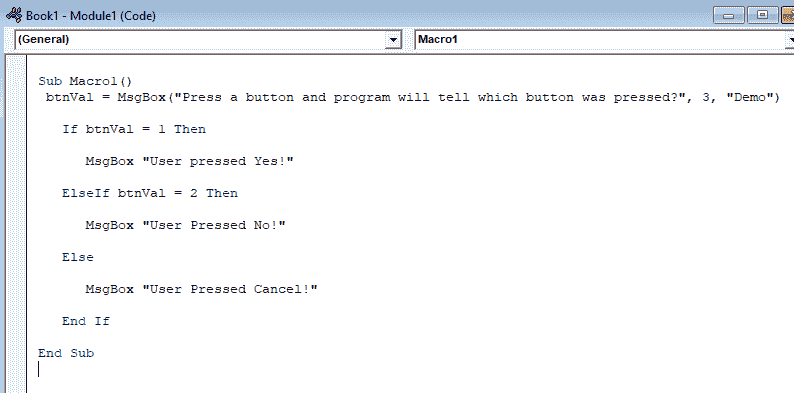 Book1 - Module1 (Code)
(General) Macro1
Sub Macro1()
btnVal = MsgBox("Press a button and program will tell which button was pressed?", 3, "Demo")
If btnVal = 1 Then
MsgBox "User pressed Yes!"
ElseIf btnVal = 2 Then
MsgBox "User Pressed No!"
Else
MsgBox "User Pressed Cancel!"
End If
End Sub